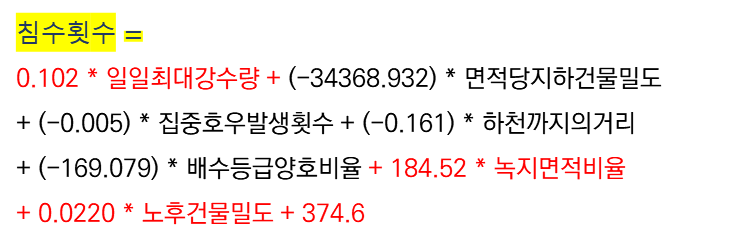 침수횟수 =
0.102 * 일일최대강수량 + (-34368.932) * 면적당지하건물밀도
+ (-0.005) * 집중호우발생횟수 + (-0.161) * 하천까지의거리
+ (-169.079) * 배수등급양호비율 + 184.52 * 녹지면적비율
+ 0.0220 * 노후건물밀도 + 374.6